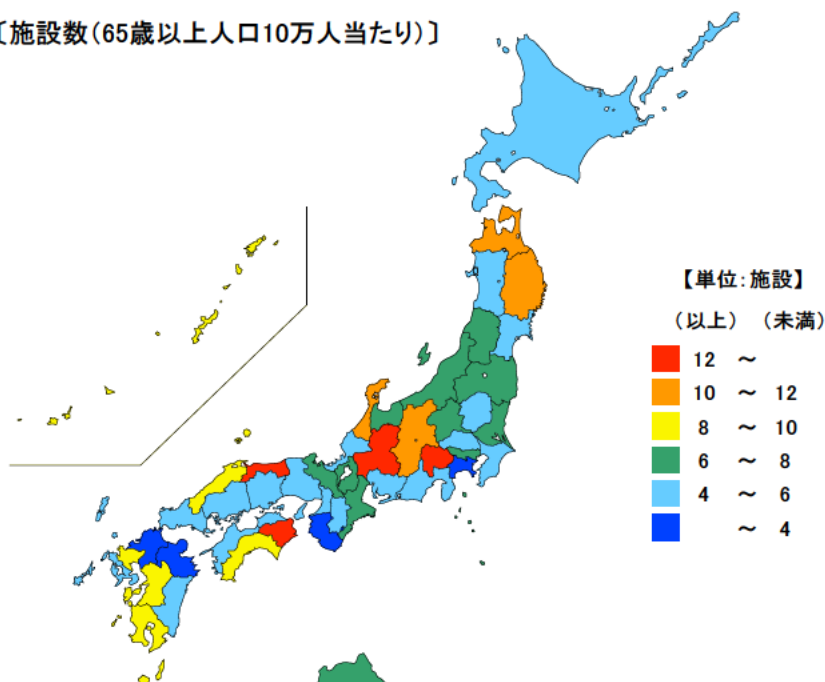 〔施設数（65歳以上人口10万人当たり）〕
【単位：施設】
（以上） （未満）
12 ～
10 ～ 12
8 ～ 10
6 ～ 8
4 ～ 6
～ 4